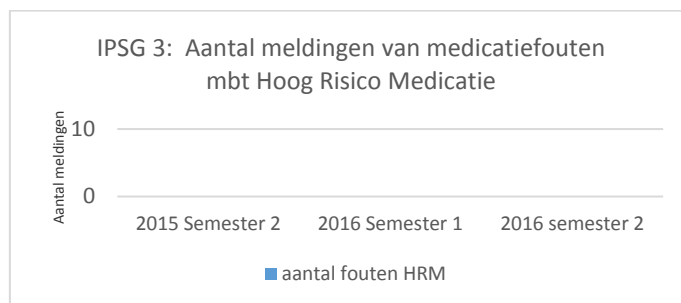 IPSG 3: Aantal meldingen van medicatiefouten
mbt Hoog Risico Medicatie
Aantal meldingen
10
0
2015 Semester 2 2016 Semester 1 2016 semester 2
aantal fouten HRM